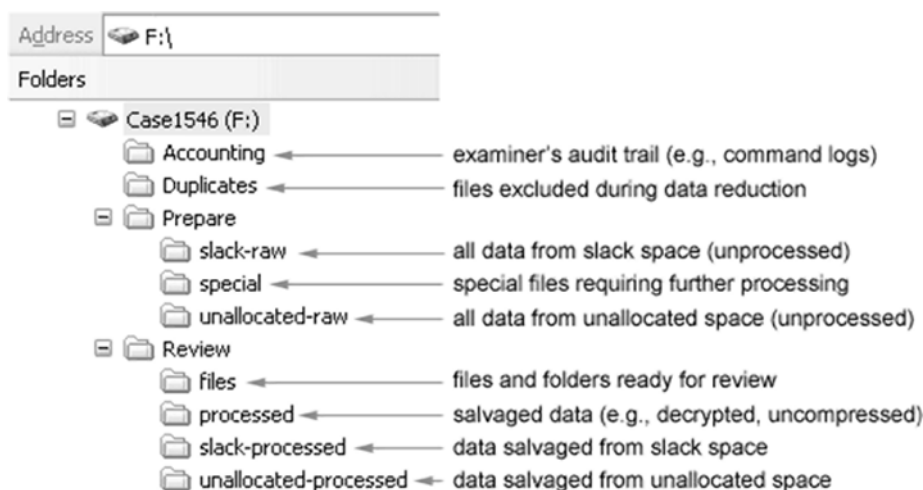 Address F:\
Folders
Case1546 (F:)
Accounting examiner's audit trail (e.g., command logs)
Duplicates files excluded during data reduction
Prepare
slack-raw all data from slack space (unprocessed)
special special files requiring further processing
unallocated-raw all data from unallocated space (unprocessed)
Review
files files and folders ready for review
processed salvaged data (e.g., decrypted, uncompressed)
slack-processed data salvaged from slack space
unallocated-processed data salvaged from unallocated space